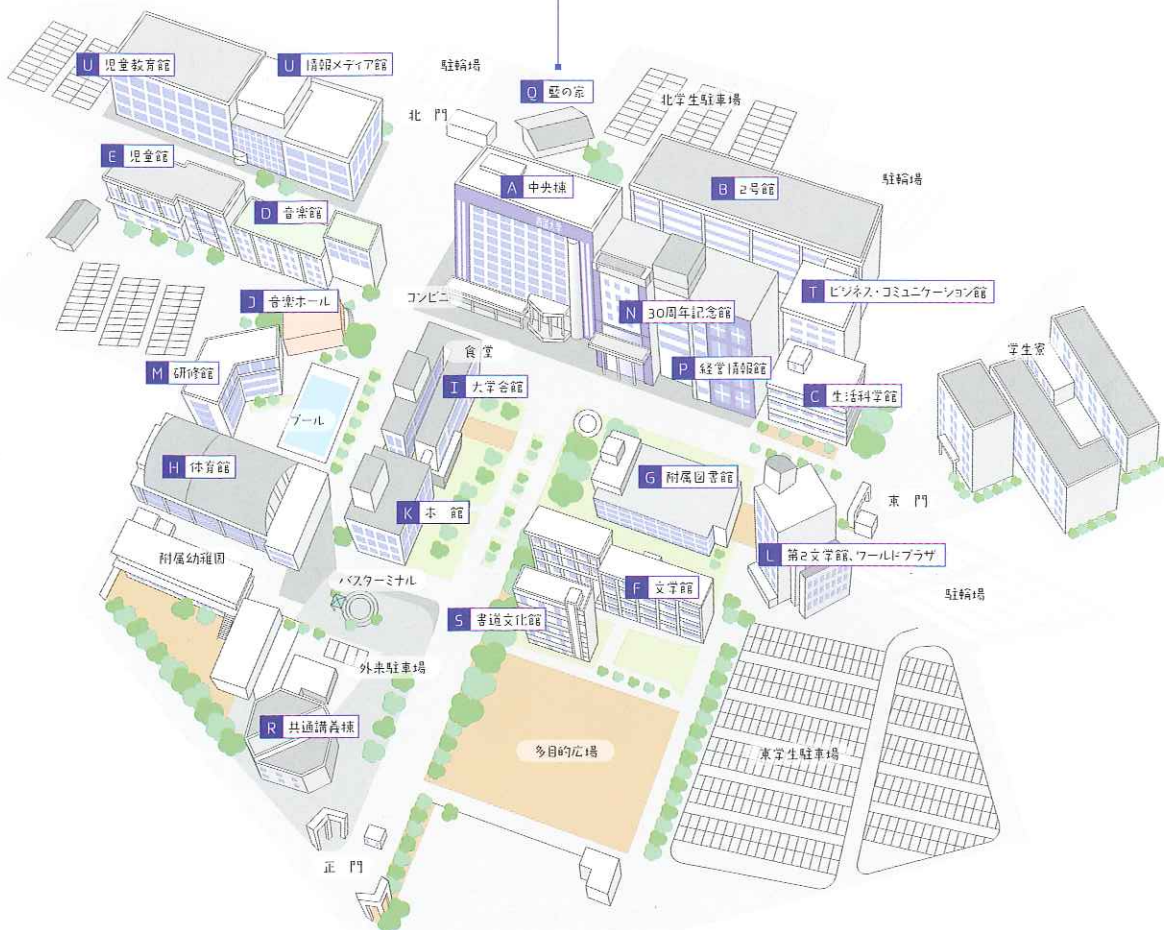 U 児童教育館
U 情報メディア館
駐輪場
Q 藍の家
北学生駐車場
北 門
E 児童館
A 中央棟
B 2号館
駐輪場
D 音楽館
コンビニ
T ビジネス・コミュニケーション館
J 音楽ホール
N 30周年記念館
食堂
学生寮
M 研修館
I 大学会館
P 経営情報館
C 生活科学館
プール
H 体育館
G 附属図書館
K 本 館
東 門
附属幼稚園
L 第2文学館、ワールドプラザ
バスターミナル
F 文学館
駐輪場
S 書道文化館
外来駐車場
R 共通講義棟
多目的広場
東学生駐車場
正 門